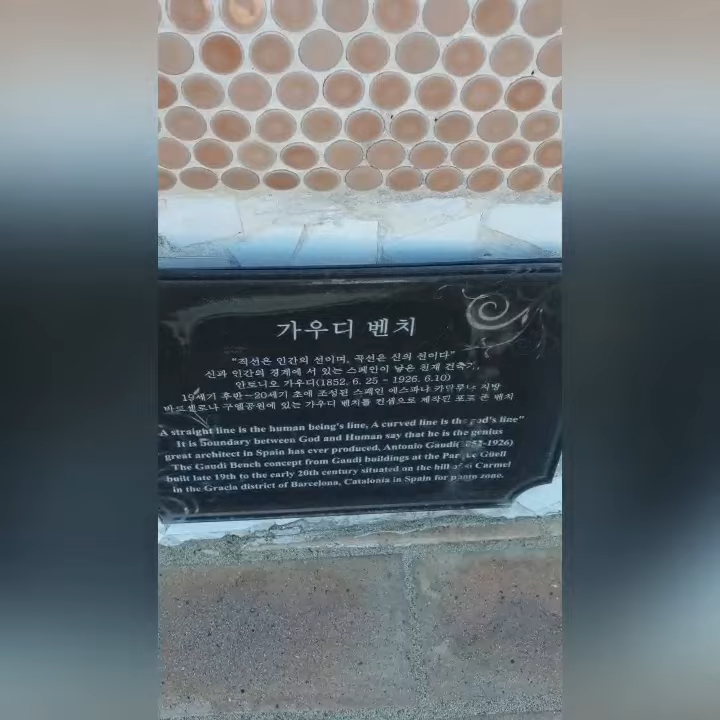 가우디 벤치
"직선은 인간의 선이며, 곡선은 신의 선이다"
신과 인간의 경계에 서 있는 스페인이 낳은 천재 건축가,
안토니오 가우디(1852. 6. 25 ~ 1926. 6.10)
19세기 후반~20세기 초에 조성된 스페인 에스파냐 카탈루냐 지방
바르셀로나 구엘공원에 있는 가우디 벤치를 컨셉으로 제작된 포토 존 벤치
A straight line is the human being's line, A curved line is the god's line"
It is boundary between God and Human say that he is the genius
great architect in Spain has ever produced, Antonio Gaudi(1852-1926)
The Gaudi Bench concept from Gaudi buildings at the Parque Güell
built late 19th to the early 20th century situated on the hill of el Carmel
in the Gracia district of Barcelona, Catalonia in Spain for photo zone.